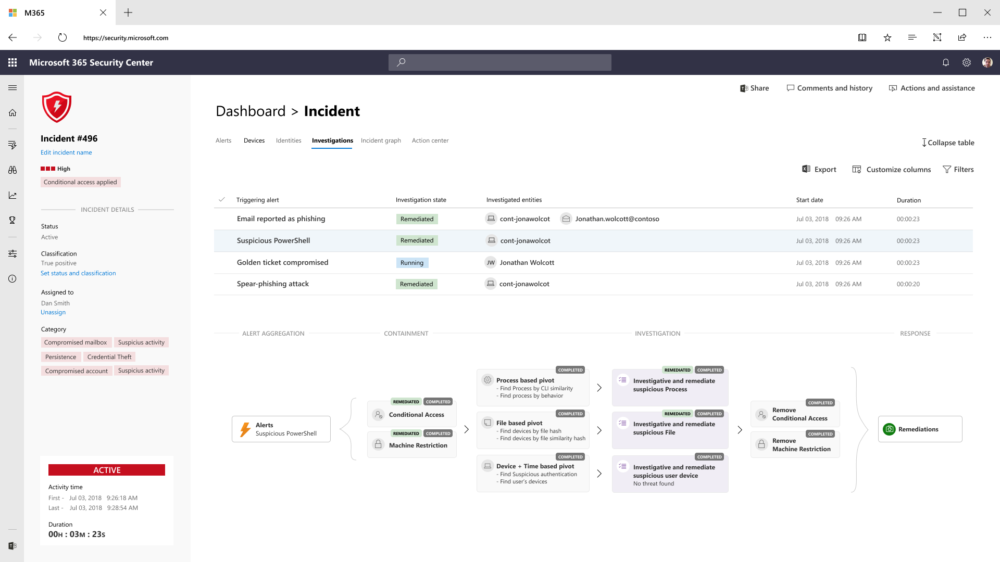 M365
https://security.microsoft.com
Microsoft 365 Security Center
Share
Comments and history
Actions and assistance
Dashboard > Incident
Alerts
Devices
Identities
Investigations
Incident graph
Action center
Collapse table
Export
Customize columns
Filters
Incident #496
Edit incident name
High
Conditional access applied
INCIDENT DETAILS
Status
Active
Classification
True positive
Set status and classification
Assigned to
Dan Smith
Unassign
Category
Compromised mailbox
Suspicius activity
Persistence
Credential Theft
Compromised account
Suspicius activity
ACTIVE
Activity time
First - Jul 03, 2018 9:26:18 AM
Last - Jul 03, 2018 9:28:54 AM
Duration
00H : 03M : 23S
Triggering alert Investigation state Investigated entities Start date Duration
Email reported as phishing Remediated cont-jonawolcot Jonathan.wolcott@contoso Jul 03, 2018 09:26 AM 00:00:23
Suspicious PowerShell Remediated cont-jonawolcot Jul 03, 2018 09:26 AM 00:00:23
Golden ticket compromised Running JW Jonathan Wolcott Jul 03, 2018 09:26 AM 00:00:23
Spear-phishing attack Remediated cont-jonawolcot Jul 03, 2018 09:26 AM 00:00:20
ALERT AGGREGATION
CONTAINMENT
INVESTIGATION
RESPONSE
Alerts
Suspicious PowerShell
REMEDIATED COMPLETED
Conditional Access
REMEDIATED COMPLETED
Machine Restriction
COMPLETED
Process based pivot
- Find Process by CLI similarity
- Find process by behavior
COMPLETED
File based pivot
- Find devices by file hash
- Find devices by file similarity hash
COMPLETED
Device + Time based pivot
- Find Suspicious authentication
- Find user's devices
REMEDIATED COMPLETED
Investigative and remediate
suspicious Process
REMEDIATED COMPLETED
Investigative and remediate
suspicious File
COMPLETED
Investigative and remediate
suspicious user device
No threat found
COMPLETED
Remove
Conditional Access
COMPLETED
Remove
Machine Restriction
Remediations